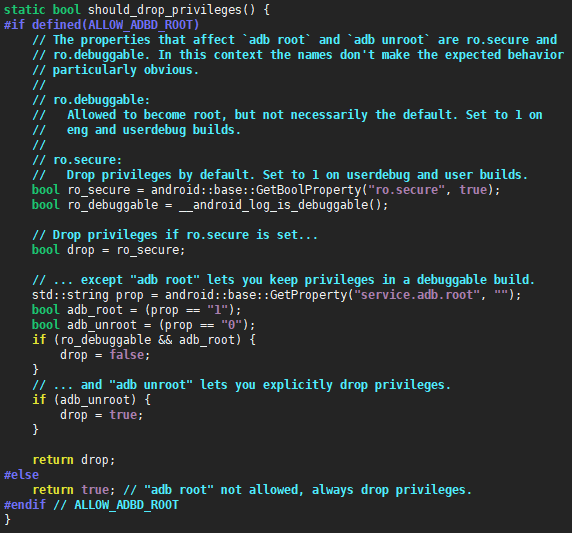 static bool should_drop_privileges() {
#if defined(ALLOW_ADBD_ROOT)
    // The properties that affect `adb root` and `adb unroot` are ro.secure and
    // ro.debuggable. In this context the names don't make the expected behavior
    // particularly obvious.
    //
    // ro.debuggable:
    //   Allowed to become root, but not necessarily the default. Set to 1 on
    //   eng and userdebug builds.
    //
    // ro.secure:
    //   Drop privileges by default. Set to 1 on userdebug and user builds.
    bool ro_secure = android::base::GetBoolProperty("ro.secure", true);
    bool ro_debuggable = __android_log_is_debuggable();

    // Drop privileges if ro.secure is set...
    bool drop = ro_secure;

    // ... except "adb root" lets you keep privileges in a debuggable build.
    std::string prop = android::base::GetProperty("service.adb.root", "");
    bool adb_root = (prop == "1");
    bool adb_unroot = (prop == "0");
    if (ro_debuggable && adb_root) {
        drop = false;
    }
    // ... and "adb unroot" lets you explicitly drop privileges.
    if (adb_unroot) {
        drop = true;
    }

    return drop;
#else
    return true; // "adb root" not allowed, always drop privileges.
#endif // ALLOW_ADBD_ROOT
}